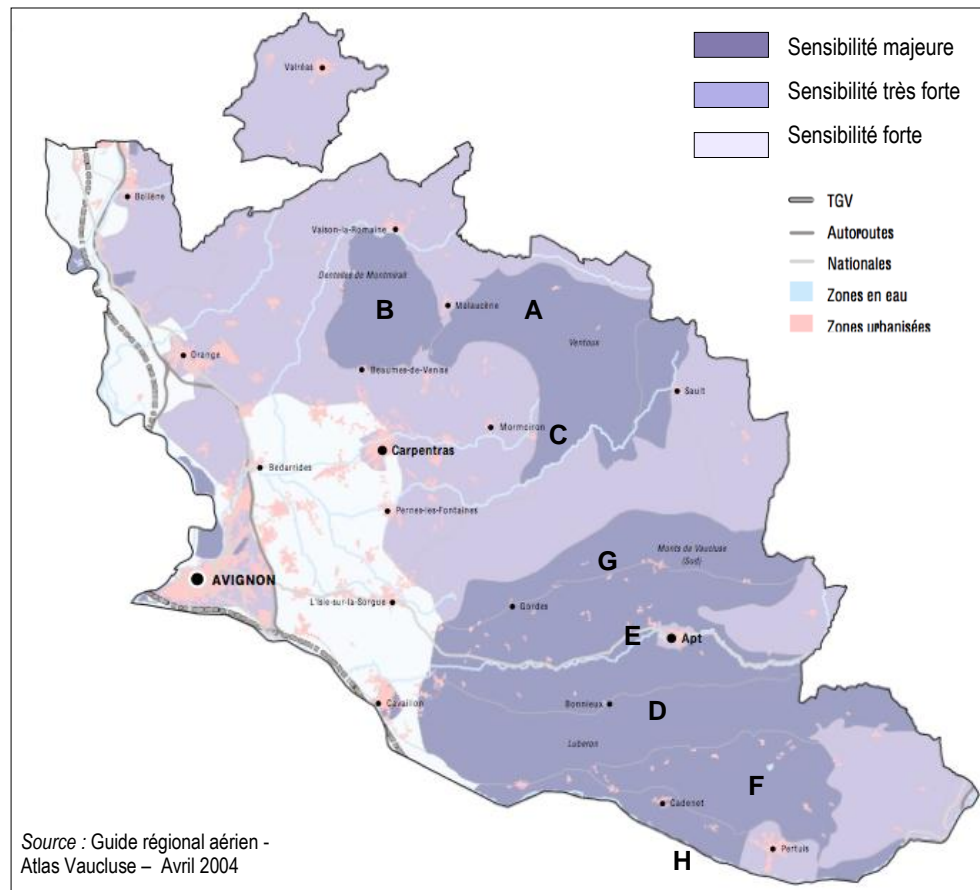 Sensibilité majeure
Sensibilité très forte
Sensibilité forte
TGV
Autoroutes
Nationales
Zones en eau
Zones urbanisées
Valréas
Bollène
Vaison-la-Romaine
Dentelles de Montmirail
B
A
Malaucène
Ventoux
Orange
Beaumes-de-Venise
Sault
Mormoiron
C
Carpentras
Bédarrides
Pernes-les-Fontaines
G
Monts de Vaucluse
(Sud)
AVIGNON
L'Isle-sur-la-Sorgue
Gordes
E
Apt
Cavaillon
Bonnieux
D
Luberon
F
Cadenet
Pertuis
H
Source : Guide régional aérien -
Atlas Vaucluse – Avril 2004